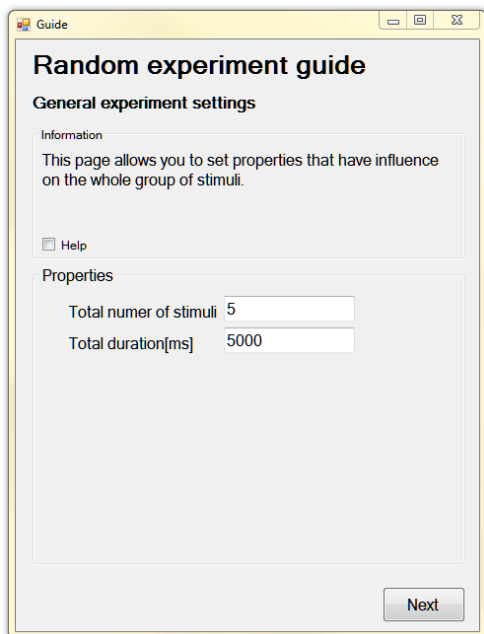 Guide
Random experiment guide
General experiment settings
Information
This page allows you to set properties that have influence
on the whole group of stimuli.
Help
Properties
Total numer of stimuli 5
Total duration[ms] 5000
Next